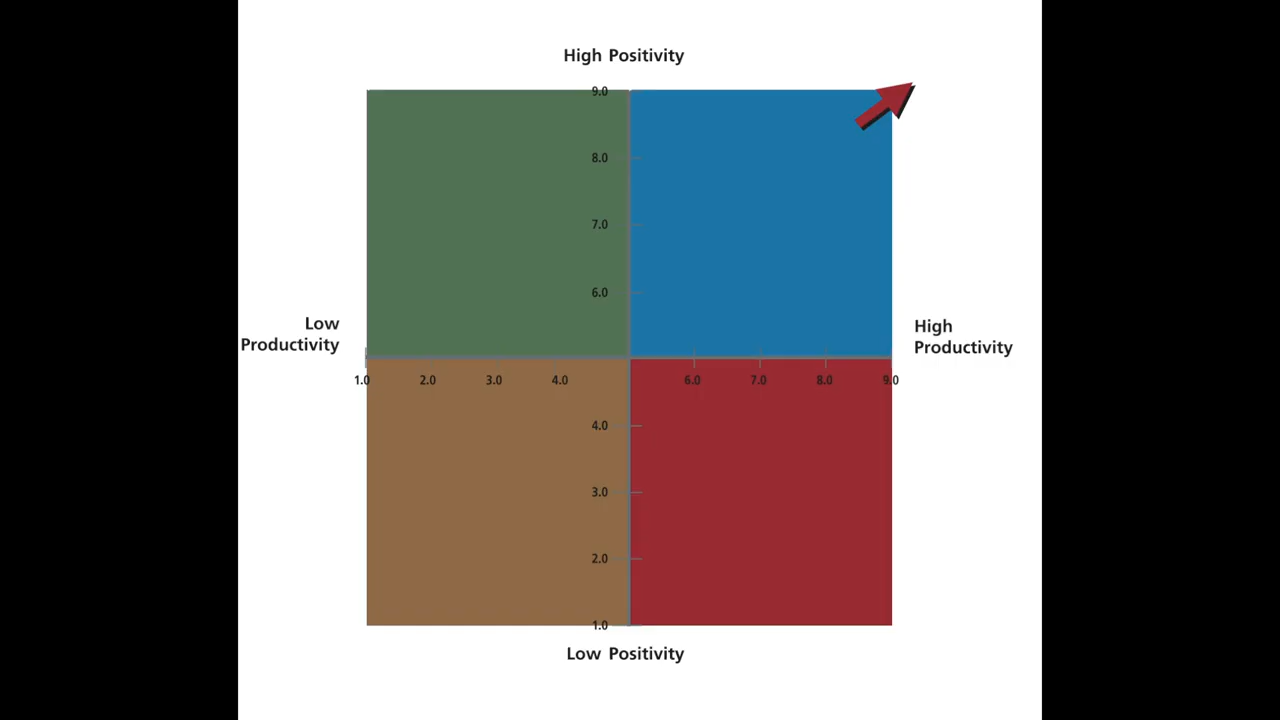 High Positivity
9.0
8.0
7.0
6.0
Low
Productivity
High
Productivity
1.0 2.0 3.0 4.0 6.0 7.0 8.0 9.0
4.0
3.0
2.0
1.0
Low Positivity